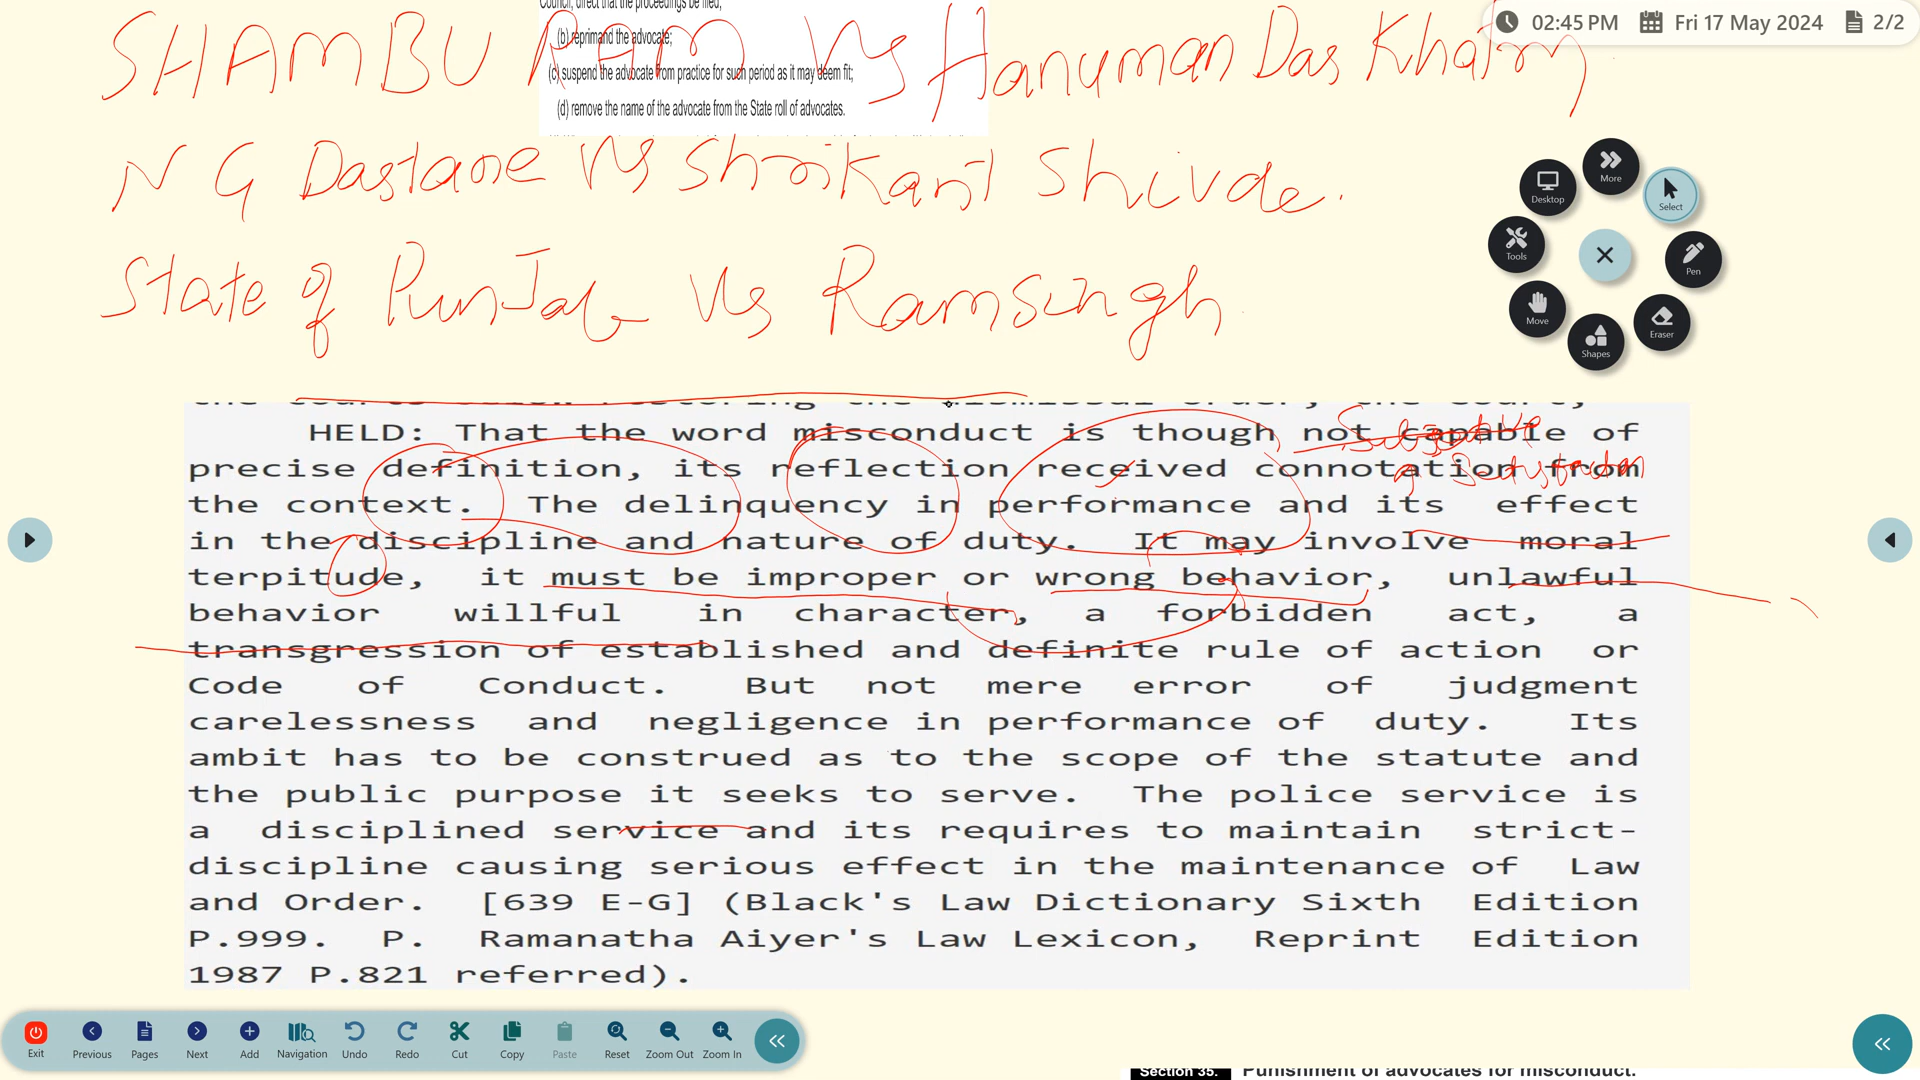 02:45 PM Fri 17 May 2024 2/2
Council, direct that the proceedings be filed;
(b) reprimand the advocate;
(c) suspend the advocate from practice for such period as it may deem fit;
(d) remove the name of the advocate from the State roll of advocates.
SHAMBU RAM Vs Hanuman Das Khatry
N G Dastane Vs Shrikant Shivde.
State of PunJab Vs Ramsingh
More
Desktop
Select
Tools
Pen
Move
Eraser
Shapes
HELD: That the word misconduct is though not capable of
Subjective
precise definition, its reflection received connotation from
Satisfaction
the context. The delinquency in performance and its effect
in the discipline and nature of duty. It may involve moral
terpitude, it must be improper or wrong behavior, unlawful
behavior willful in character, a forbidden act, a
transgression of established and definite rule of action or
Code of Conduct. But not mere error of judgment
carelessness and negligence in performance of duty. Its
ambit has to be construed as to the scope of the statute and
the public purpose it seeks to serve. The police service is
a disciplined service and its requires to maintain strict-
discipline causing serious effect in the maintenance of Law
and Order. [639 E-G] (Black's Law Dictionary Sixth Edition
P.999. P. Ramanatha Aiyer's Law Lexicon, Reprint Edition
1987 P.821 referred).
Exit Previous Pages Next Add Navigation Undo Redo Cut Copy Paste Reset Zoom Out Zoom In
Section 35. Punishment of advocates for misconduct.